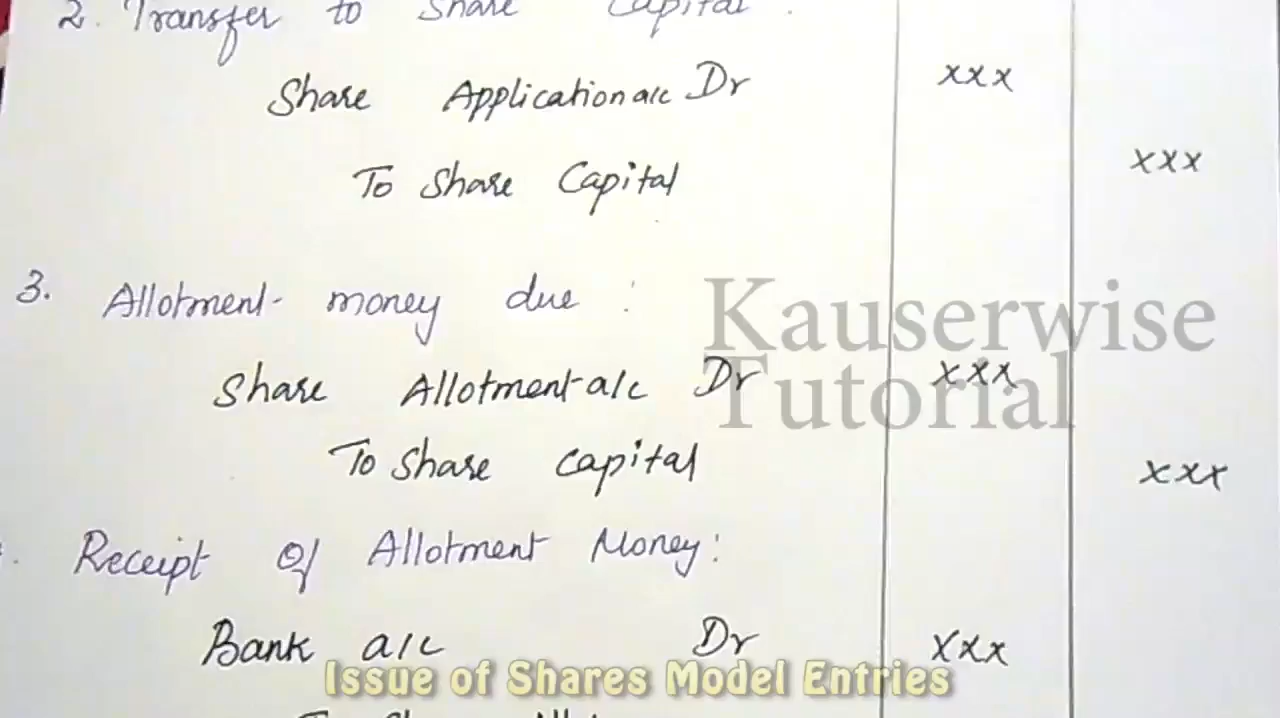 2. Transfer to Share Capital :
Share Application a/c Dr xxx
To Share Capital xxx
3. Allotment money due :
Share Allotment a/c Dr xxx
To Share Capital xxx
Receipt Of Allotment Money :
Bank a/c Dr xxx
Kauserwise
Tutorial
Issue of Shares Model Entries